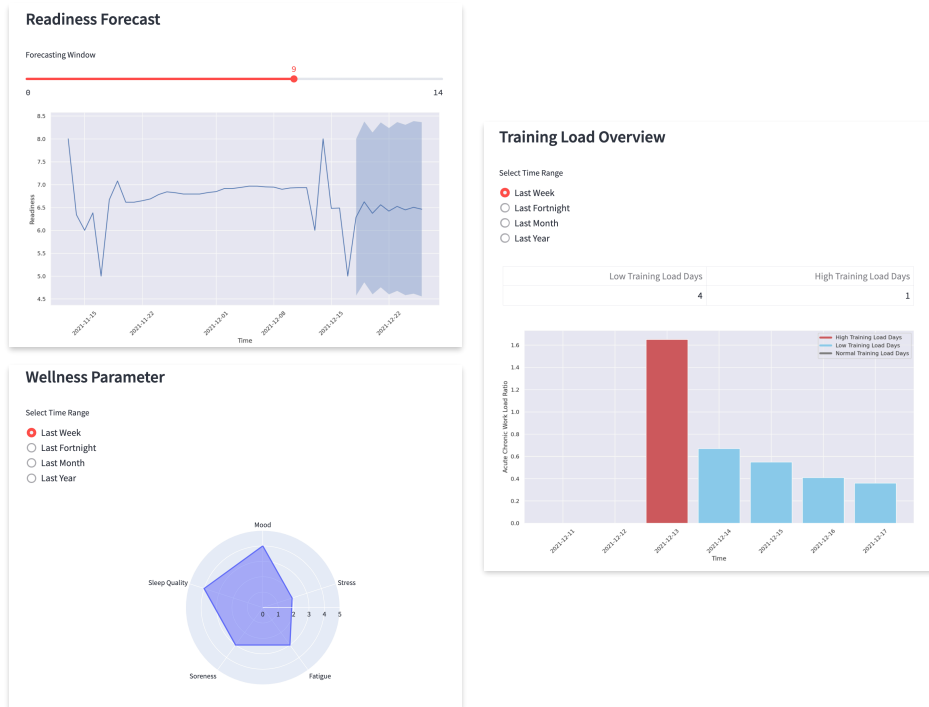 Readiness Forecast
Forecasting Window
9
0 14
8.5
8.0
7.5
7.0
6.5
6.0
5.5
5.0
4.5
Readiness
2021-11-15 2021-11-22 2021-12-01 2021-12-08 2021-12-15 2021-12-22
Time
Wellness Parameter
Select Time Range
Last Week
Last Fortnight
Last Month
Last Year
Mood
Sleep Quality Stress
0 1 2 3 4 5
Soreness Fatigue
Training Load Overview
Select Time Range
Last Week
Last Fortnight
Last Month
Last Year
Low Training Load Days High Training Load Days
4 1
High Training Load Days
Low Training Load Days
Normal Training Load Days
1.6
1.4
1.2
1.0
0.8
0.6
0.4
0.2
0.0
Acute Chronic Work Load Ratio
2021-12-11 2021-12-12 2021-12-13 2021-12-14 2021-12-15 2021-12-16 2021-12-17
Time